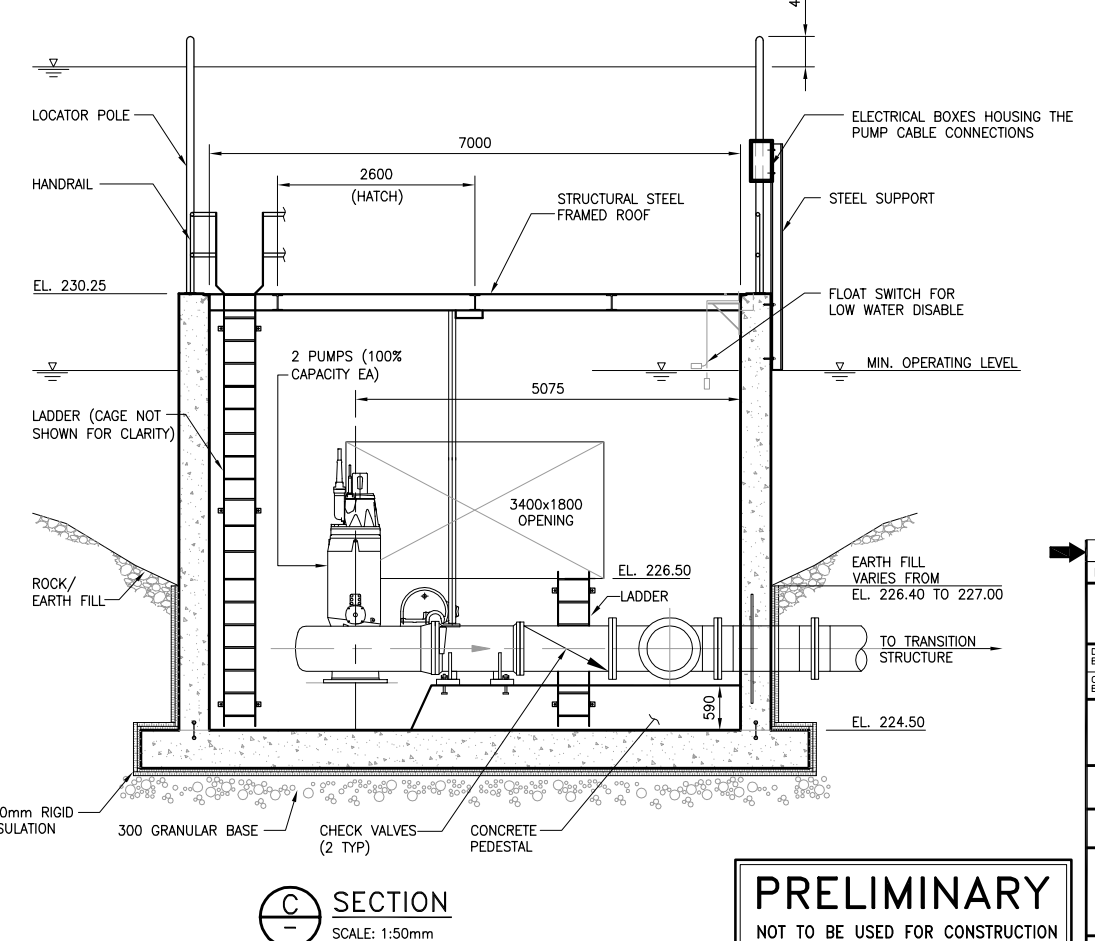 4
LOCATOR POLE
ELECTRICAL BOXES HOUSING THE
PUMP CABLE CONNECTIONS
7000
HANDRAIL
2600
(HATCH)
STRUCTURAL STEEL
FRAMED ROOF
STEEL SUPPORT
EL. 230.25
FLOAT SWITCH FOR
LOW WATER DISABLE
2 PUMPS (100%
CAPACITY EA)
MIN. OPERATING LEVEL
5075
LADDER (CAGE NOT
SHOWN FOR CLARITY)
3400x1800
OPENING
ROCK/
EARTH FILL
EL. 226.50
LADDER
EARTH FILL
VARIES FROM
EL. 226.40 TO 227.00
TO TRANSITION
STRUCTURE
590
EL. 224.50
0mm RIGID
SULATION
300 GRANULAR BASE
CHECK VALVES
(2 TYP)
CONCRETE
PEDESTAL
C
–
SECTION
SCALE: 1:50mm
PRELIMINARY
NOT TO BE USED FOR CONSTRUCTION